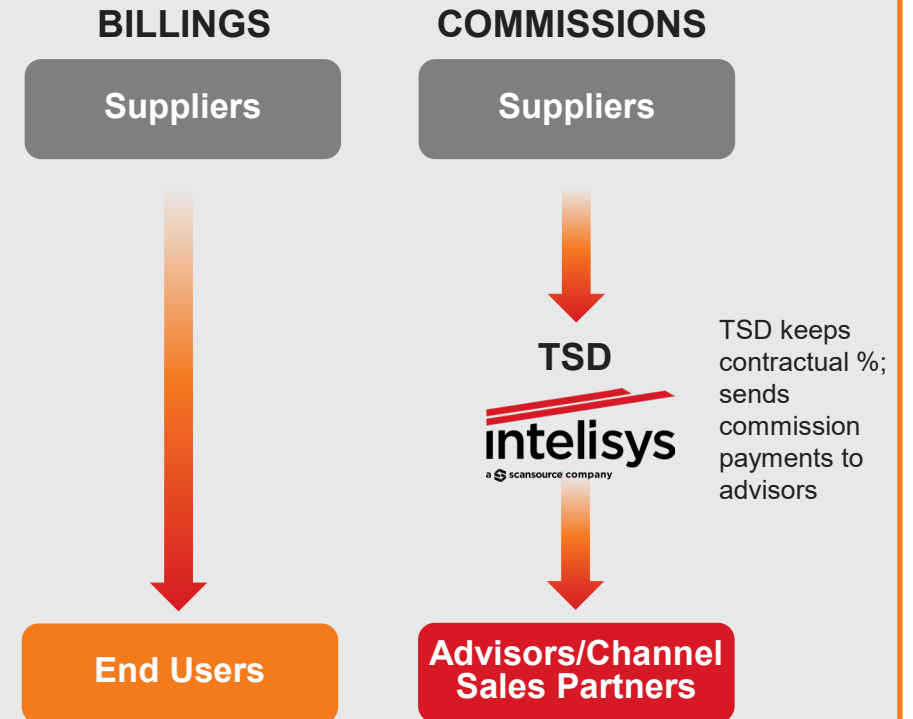 BILLINGS
COMMISSIONS
Suppliers
Suppliers
TSD
intelisys
a scansource company
TSD keeps
contractual %;
sends
commission
payments to
advisors
End Users
Advisors/Channel
Sales Partners